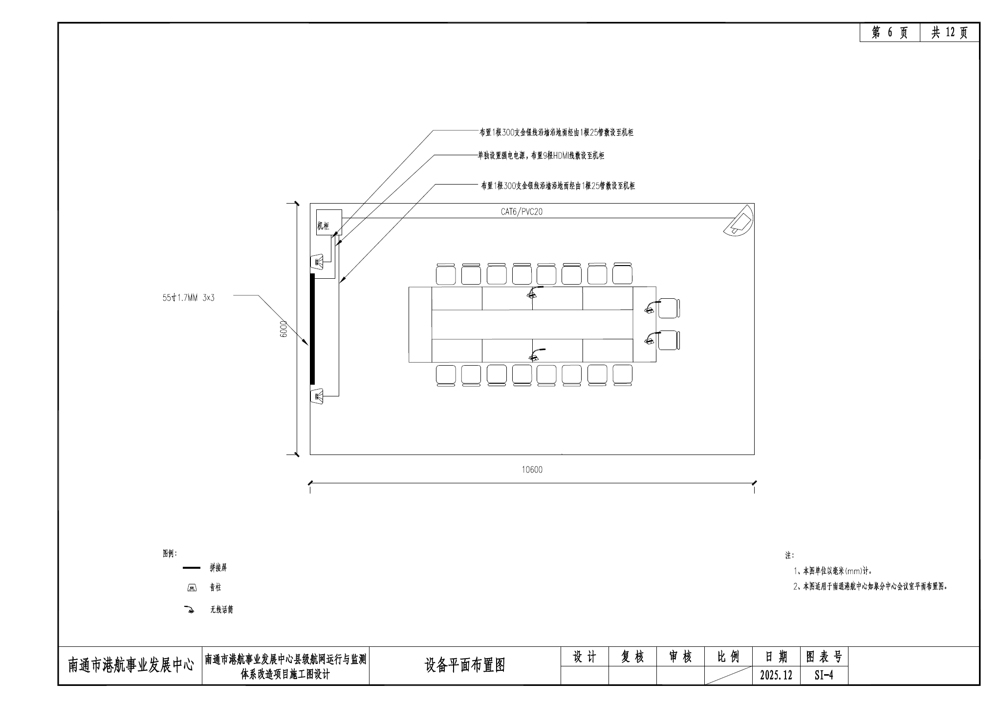 第 6 页 共 12 页
布置1根300支金银线沿墙沿地面经由1根25管敷设至机柜
单独设置强电电源，布置9根HDMI线敷设至机柜
布置1根300支金银线沿墙沿地面经由1根25管敷设至机柜
CAT6/PVC20
机柜
55寸1.7MM 3x3
6000
10600
图例：
拼接屏
音柱
无线话筒
注：
1、本图单位以毫米(mm)计。
2、本图适用于南通港航中心如皋分中心会议室平面布置图。
南通市港航事业发展中心
南通市港航事业发展中心县级航网运行与监测
体系改造项目施工图设计
设备平面布置图
设 计 复 核 审 核 比 例 日 期 图 表 号
2025.12 SI-4